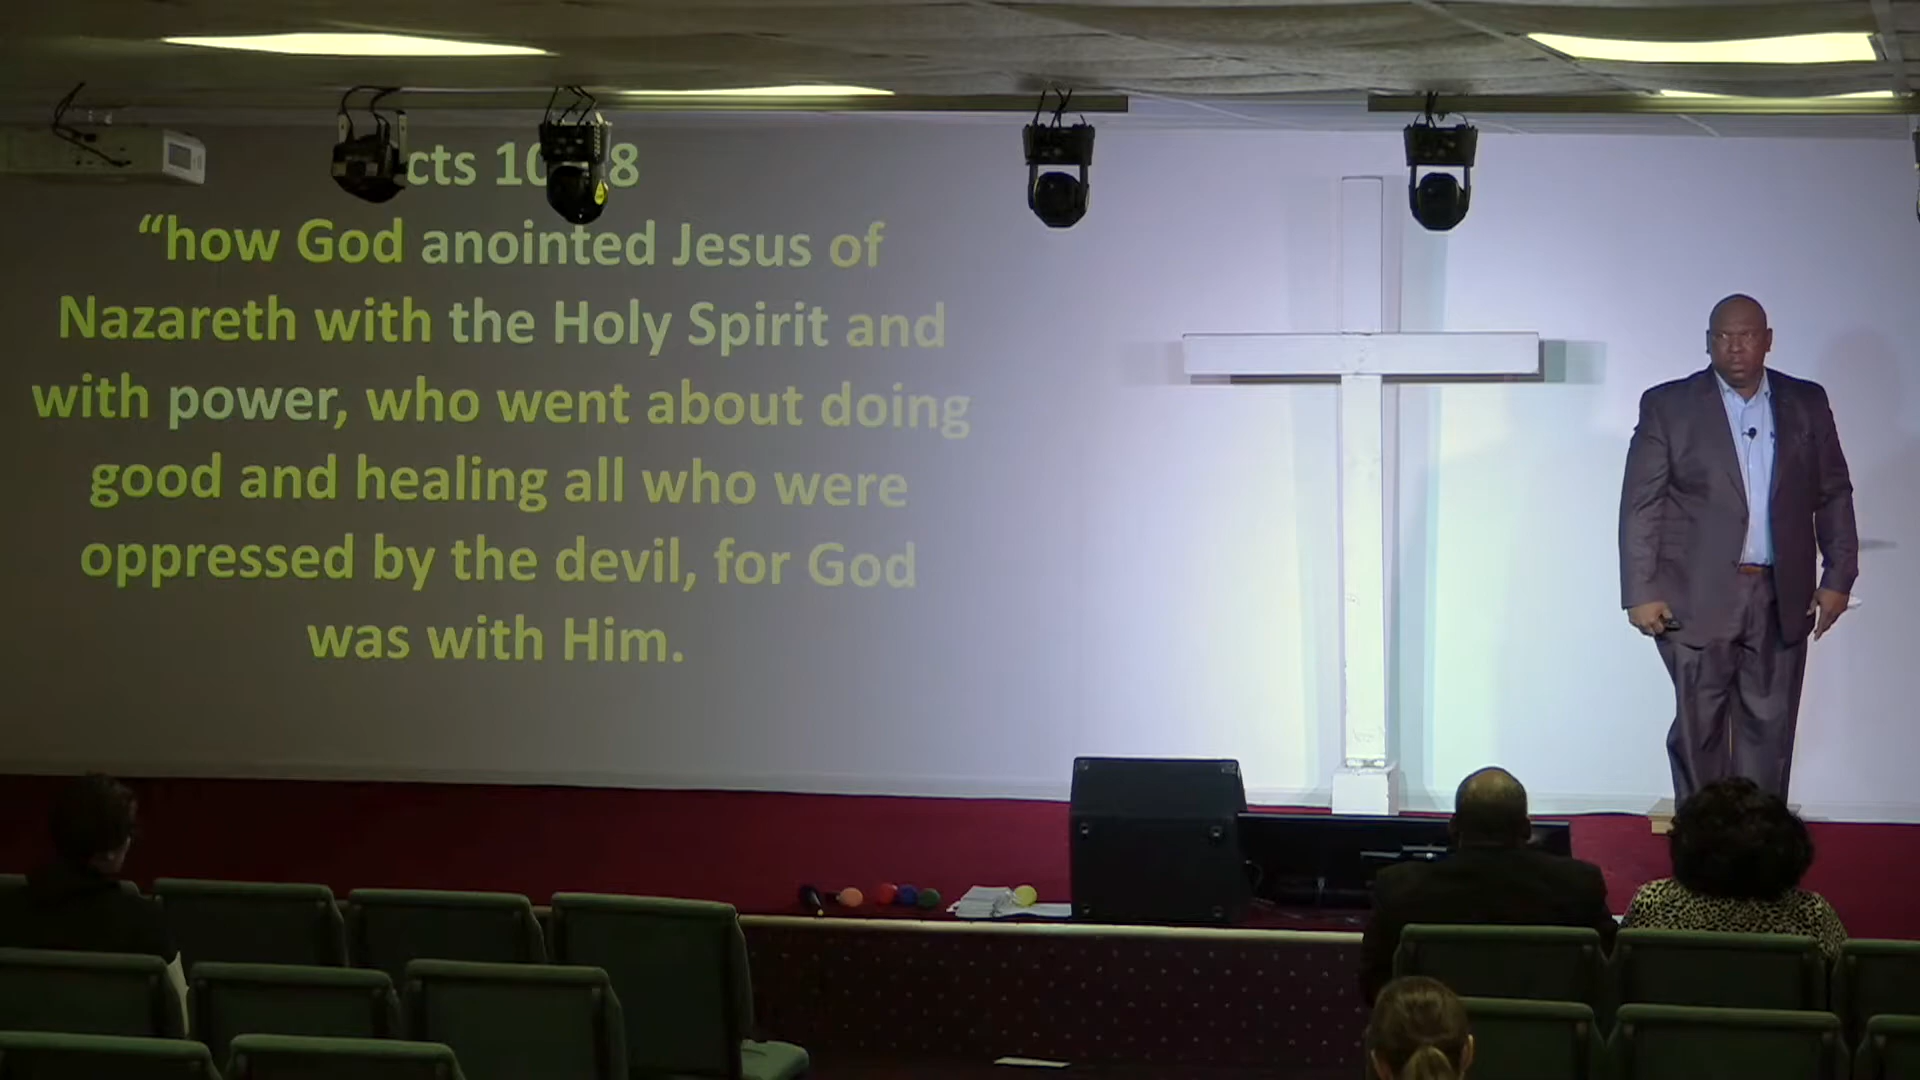 cts 10 8
“how God anointed Jesus of
Nazareth with the Holy Spirit and
with power, who went about doing
good and healing all who were
oppressed by the devil, for God
was with Him.